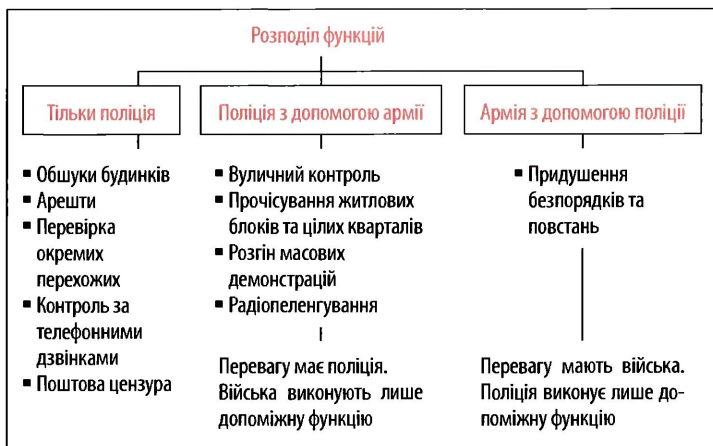 Розподіл функцій
Тільки поліція
■ Обшуки будинків
■ Арешти
■ Перевірка
окремих
перехожих
■ Контроль за
телефонними
дзвінками
■ Поштова цензура
Поліція з допомогою армії
■ Вуличний контроль
■ Прочісування житлових
блоків та цілих кварталів
■ Розгін масових
демонстрацій
■ Радіопеленгування
Перевагу має поліція.
Війська виконують лише
допоміжну функцію
Армія з допомогою поліції
■ Придушення
безпорядків та
повстань
Перевагу мають війська.
Поліція виконує лише до-
поміжну функцію